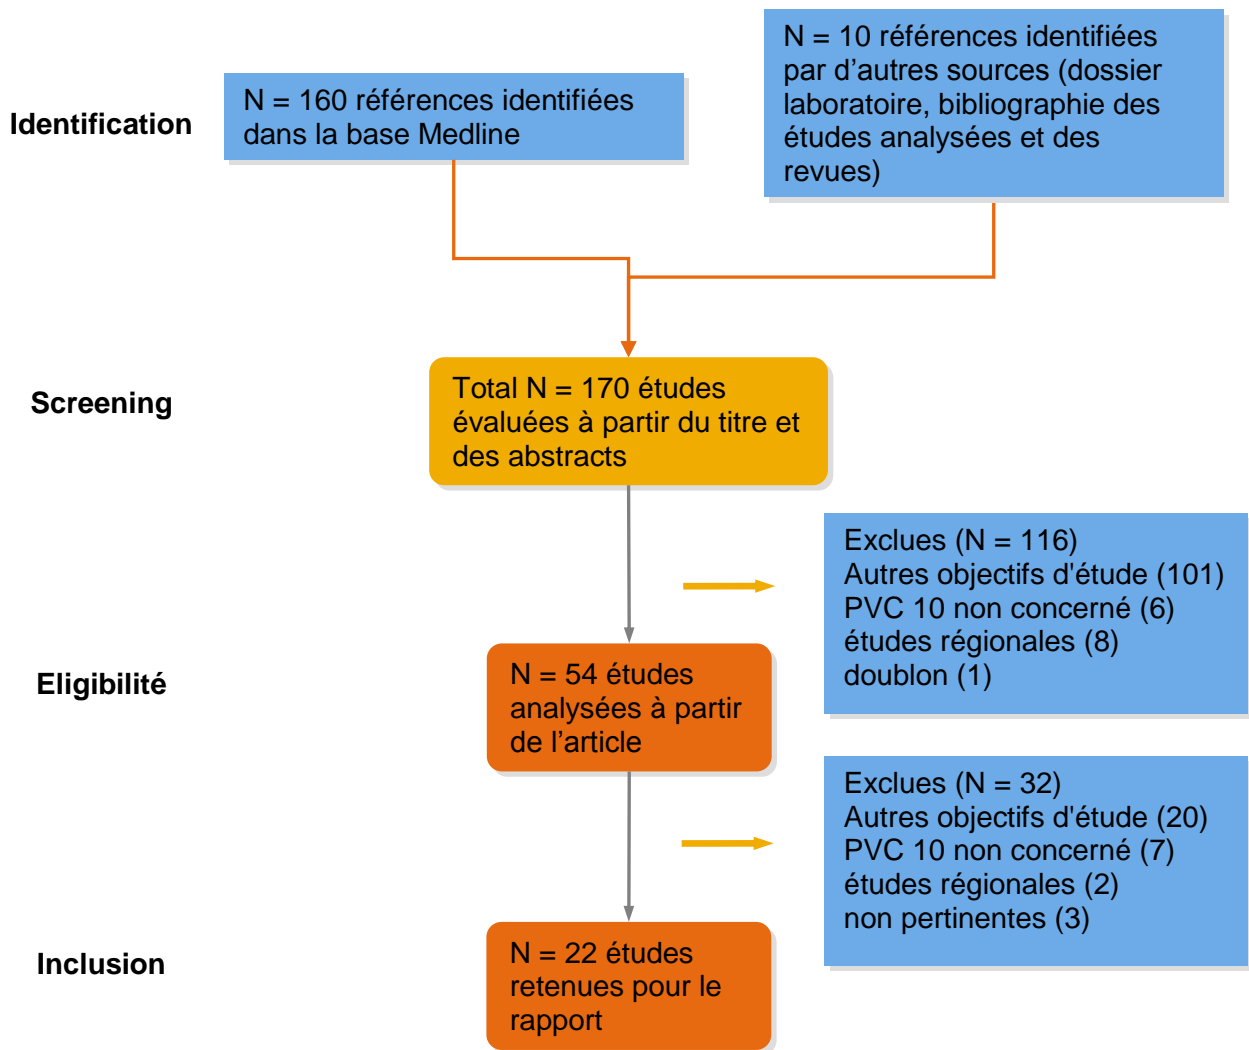 Identification
N = 160 références identifiées
dans la base Medline
N = 10 références identifiées
par d’autres sources (dossier
laboratoire, bibliographie des
études analysées et des
revues)
Screening
Total N = 170 études
évaluées à partir du titre et
des abstracts
Exclues (N = 116)
Autres objectifs d'étude (101)
PVC 10 non concerné (6)
études régionales (8)
doublon (1)
Eligibilité
N = 54 études
analysées à partir
de l’article
Exclues (N = 32)
Autres objectifs d'étude (20)
PVC 10 non concerné (7)
études régionales (2)
non pertinentes (3)
Inclusion
N = 22 études
retenues pour le
rapport